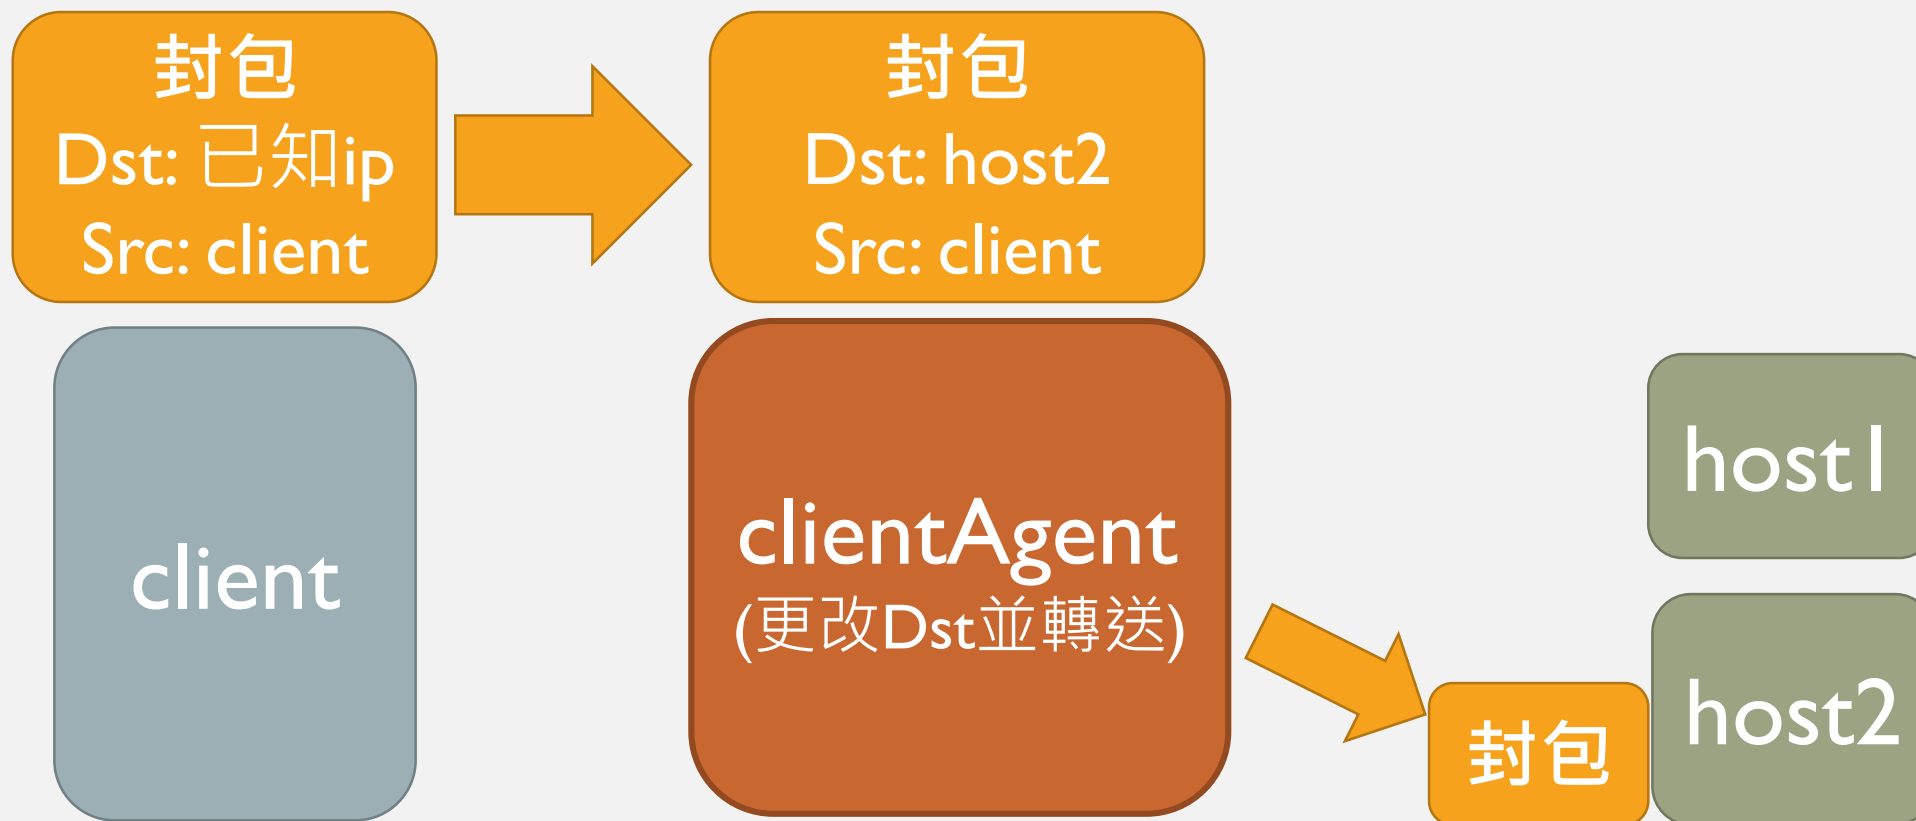 封包
Dst: 已知ip
Src: client
封包
Dst: host2
Src: client
client
clientAgent
(更改Dst並轉送)
host1
host2
封包